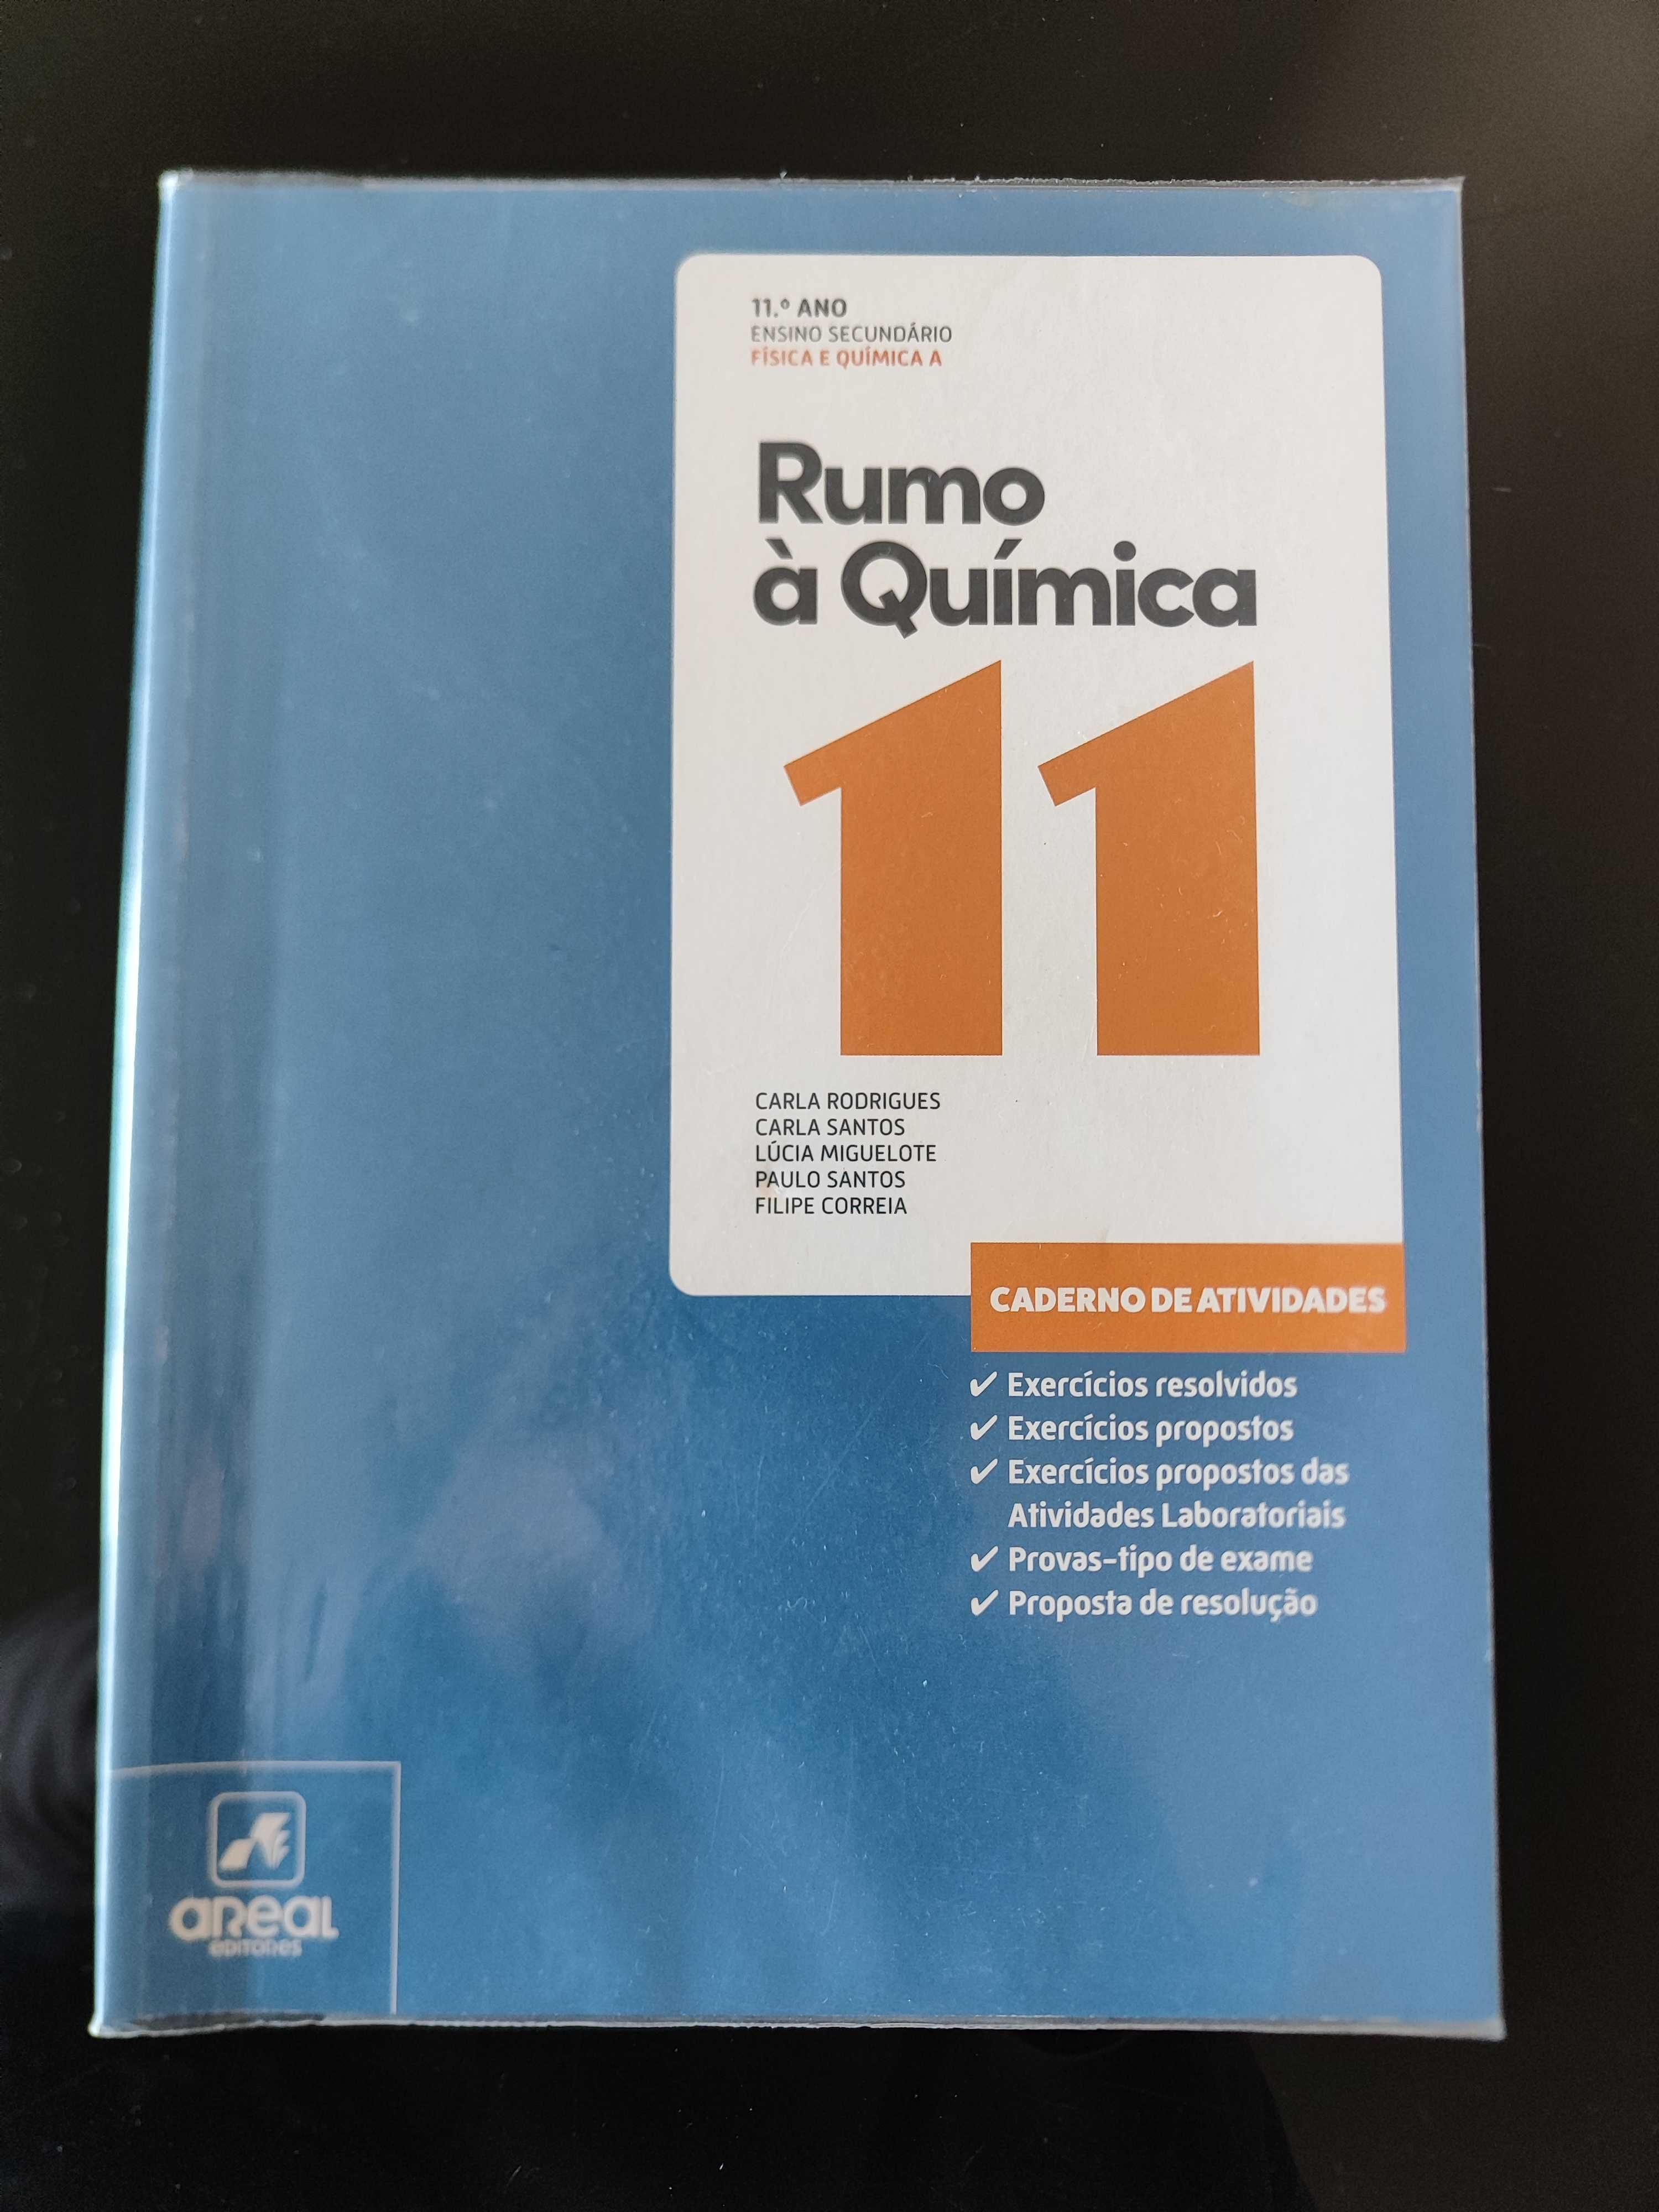 11.º ANO
ENSINO SECUNDÁRIO
FÍSICA E QUÍMICA A
Rumo
à Química
11
CARLA RODRIGUES
CARLA SANTOS
LÚCIA MIGUELOTE
PAULO SANTOS
FILIPE CORREIA
CADERNO DE ATIVIDADES
✔ Exercícios resolvidos
✔ Exercícios propostos
✔ Exercícios propostos das
Atividades Laboratoriais
✔ Provas-tipo de exame
✔ Proposta de resolução
aReaL
EDITORES